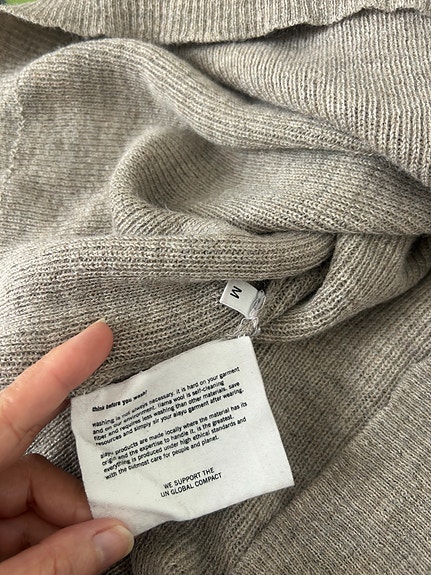 M
think before you wash!
washing is not always necessary. it is hard on your garment
and on our environment. llama wool is self-cleaning
fiber and requires less washing than other materials. save
resources and simply air your aiayu garment after wearing.
aiayu products are made locally where the material has its
origin and the expertise to handle it, is the greatest.
everything is produced under high ethical standards and
with the outmost care for people and planet.
WE SUPPORT THE
UN GLOBAL COMPACT